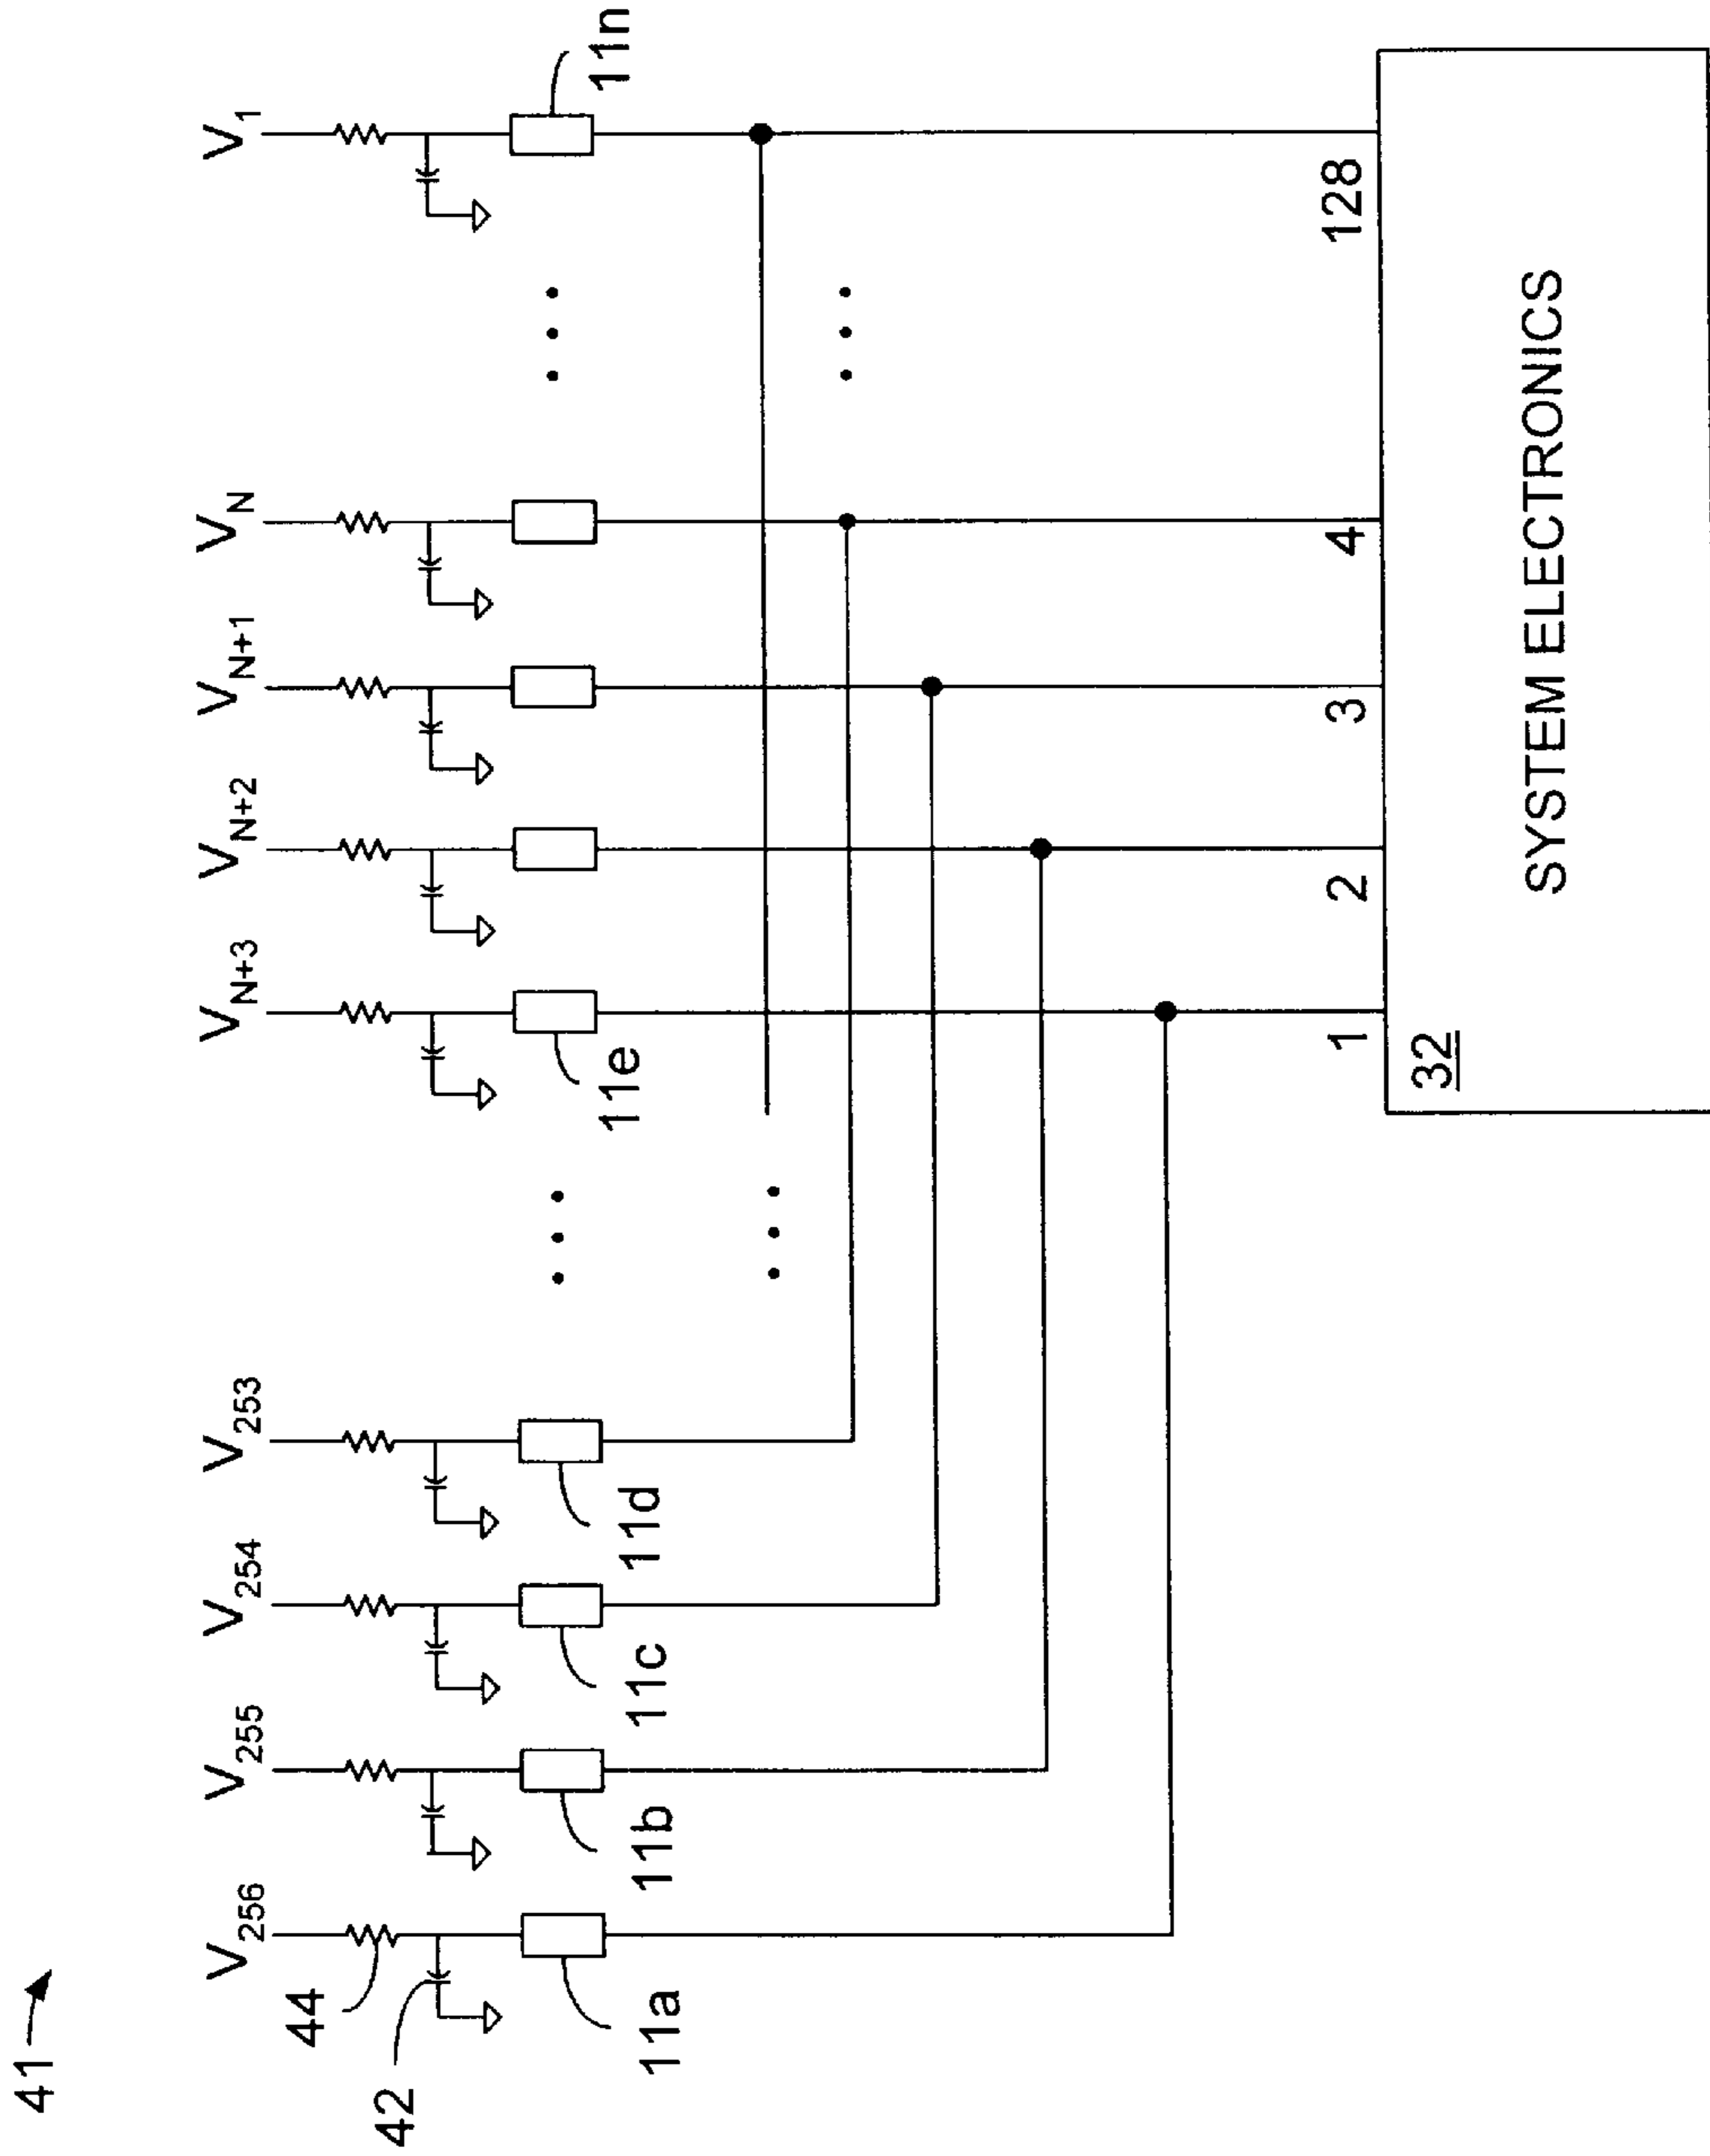 41
V256 V255 V254 V253 VN+3 VN+2 VN+1 VN V1
44
42
11a 11b 11c 11d 11e 11n
1 2 3 4 128
32
SYSTEM ELECTRONICS